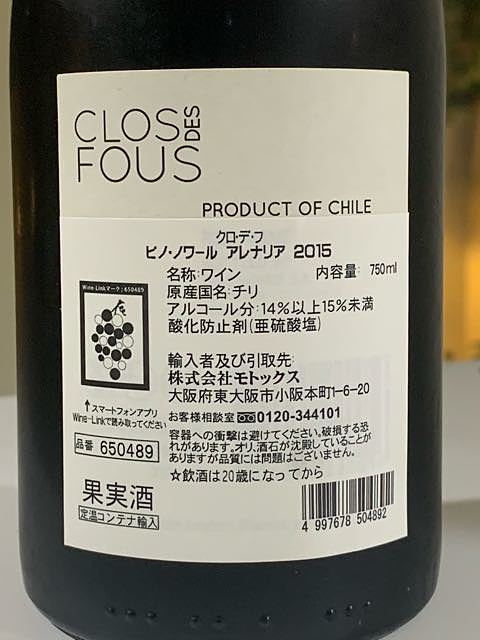 CLOS DES
FOUS
PRODUCT OF CHILE
クロ・デ・フ
ピノ・ノワール アレナリア 2015
名称:ワイン 内容量: 750ml
原産国名:チリ
アルコール分:14%以上15%未満
酸化防止剤(亜硫酸塩)
Wine-Linkマーク:650489
輸入者及び引取先:
株式会社モトックス
大阪府東大阪市小阪本町1-6-20
↑スマートフォンアプリ
Wine-Linkで読み取ってください
お客様相談室 0120-344101
品番 650489
容器への衝撃は避けてください。破損する恐
れがあります。オリ、酒石が沈殿していることが
ありますが品質には問題はございません。
☆飲酒は20歳になってから
果実酒
定温コンテナ輸入
4 997678 504892